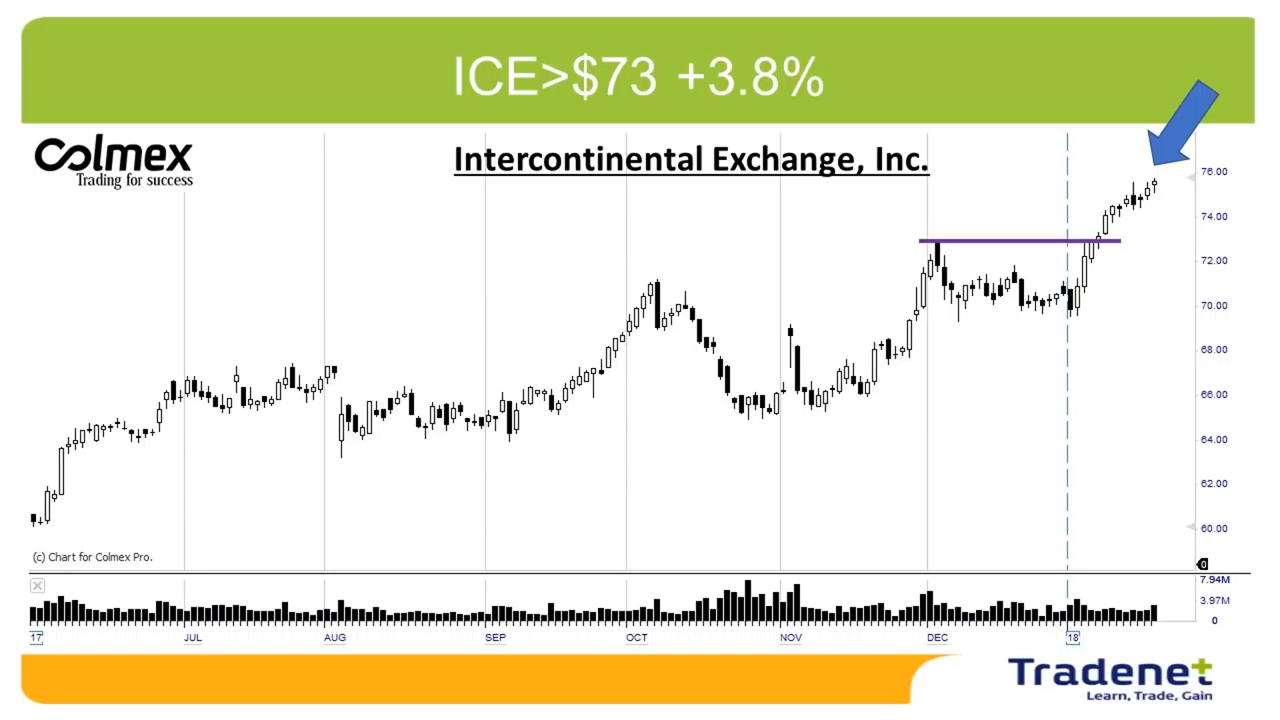 ICE>$73 +3.8%
Colmex
Trading for success
Intercontinental Exchange, Inc.
76.00
74.00
72.00
70.00
68.00
66.00
64.00
62.00
60.00
(c) Chart for Colmex Pro.
0
7.94M
3.97M
0
17 JUL AUG SEP OCT NOV DEC 18
Tradenet
Learn, Trade, Gain